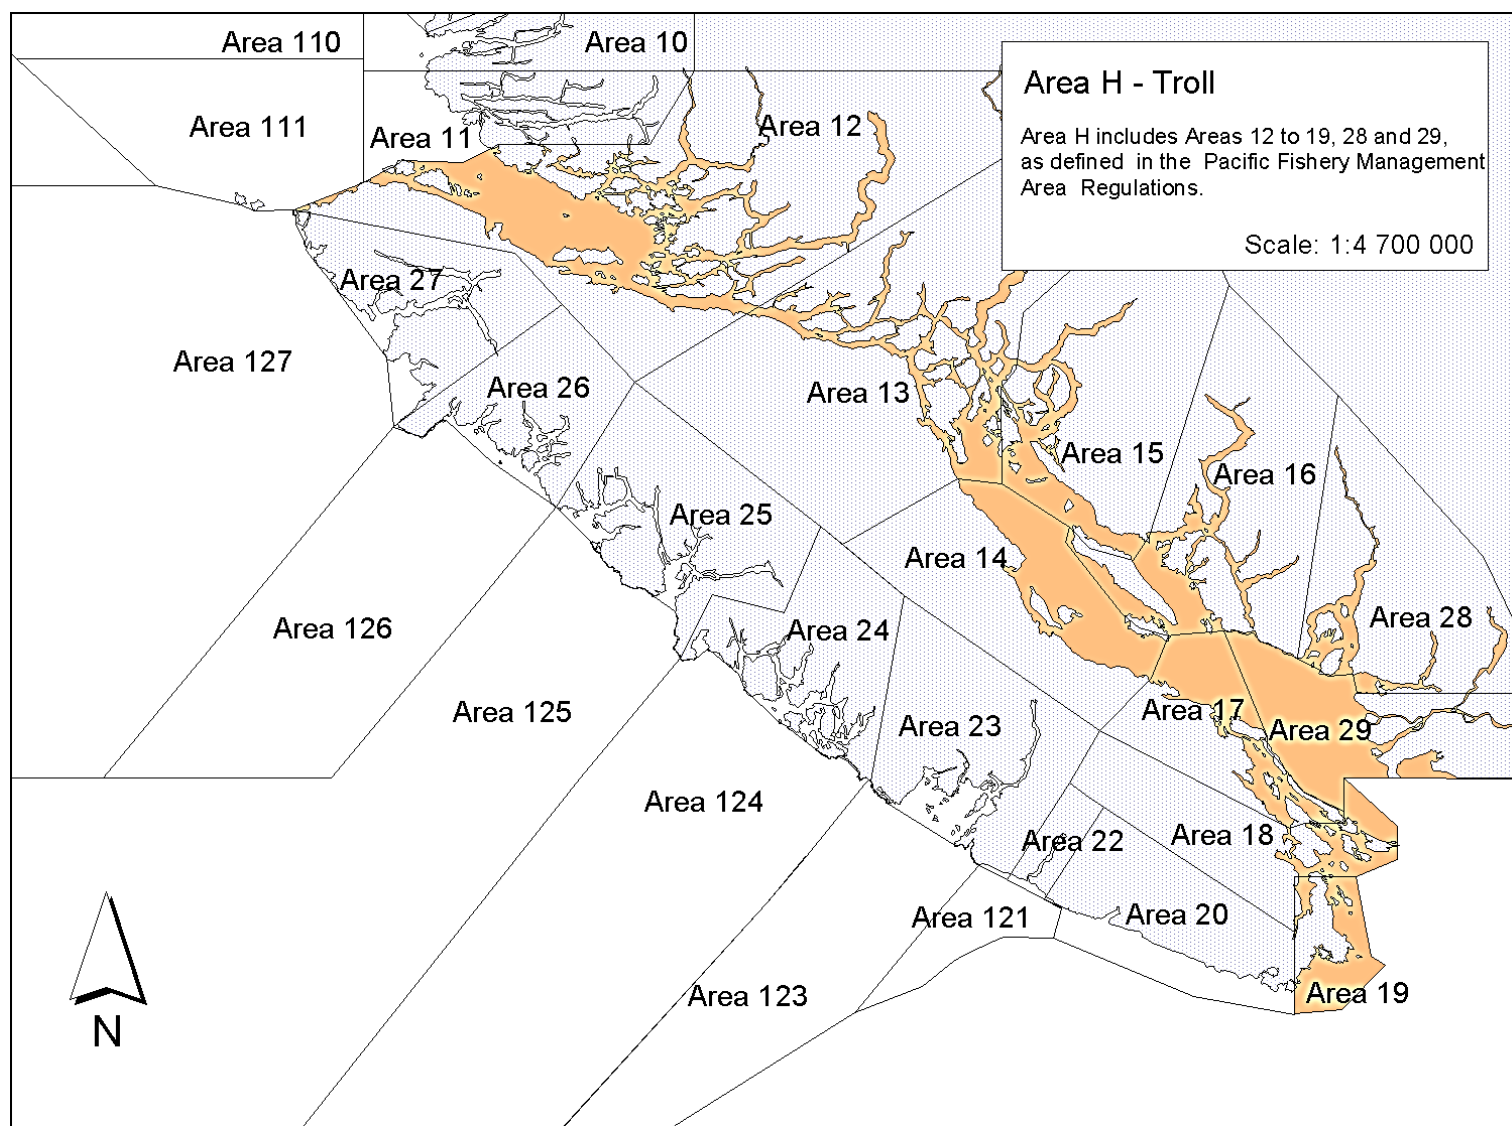 Area 110
Area 10
Area H - Troll
Area H includes Areas 12 to 19, 28 and 29,
as defined in the Pacific Fishery Management
Area Regulations.
Scale: 1:4 700 000
Area 111
Area 11
Area 12
Area 27
Area 127
Area 26
Area 13
Area 15
Area 16
Area 25
Area 14
Area 126
Area 24
Area 28
Area 125
Area 23
Area 17
Area 29
Area 124
Area 22
Area 18
Area 121
Area 20
Area 123
Area 19
N